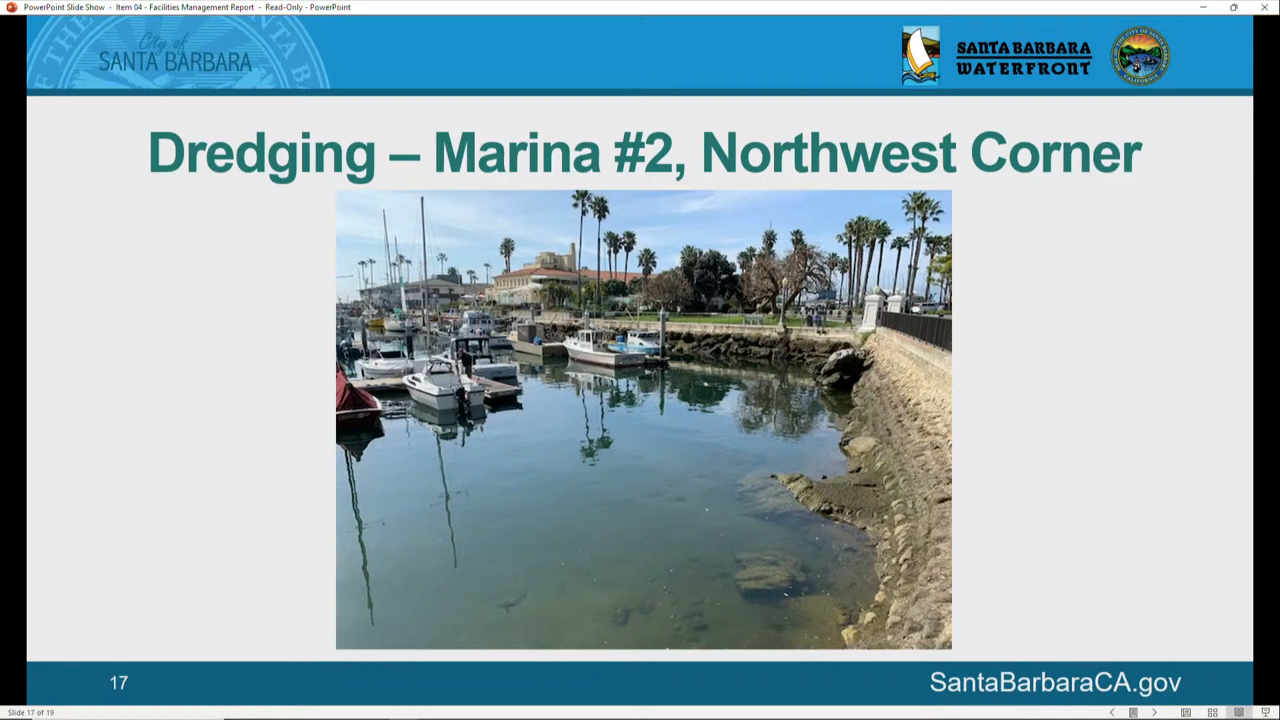 PowerPoint Slide Show - Item 04 - Facilities Management Report - Read-Only - PowerPoint
City of
SANTA BARBARA
SANTA BARBARA
WATERFRONT
Dredging – Marina #2, Northwest Corner
17
SantaBarbaraCA.gov
Slide 17 of 19